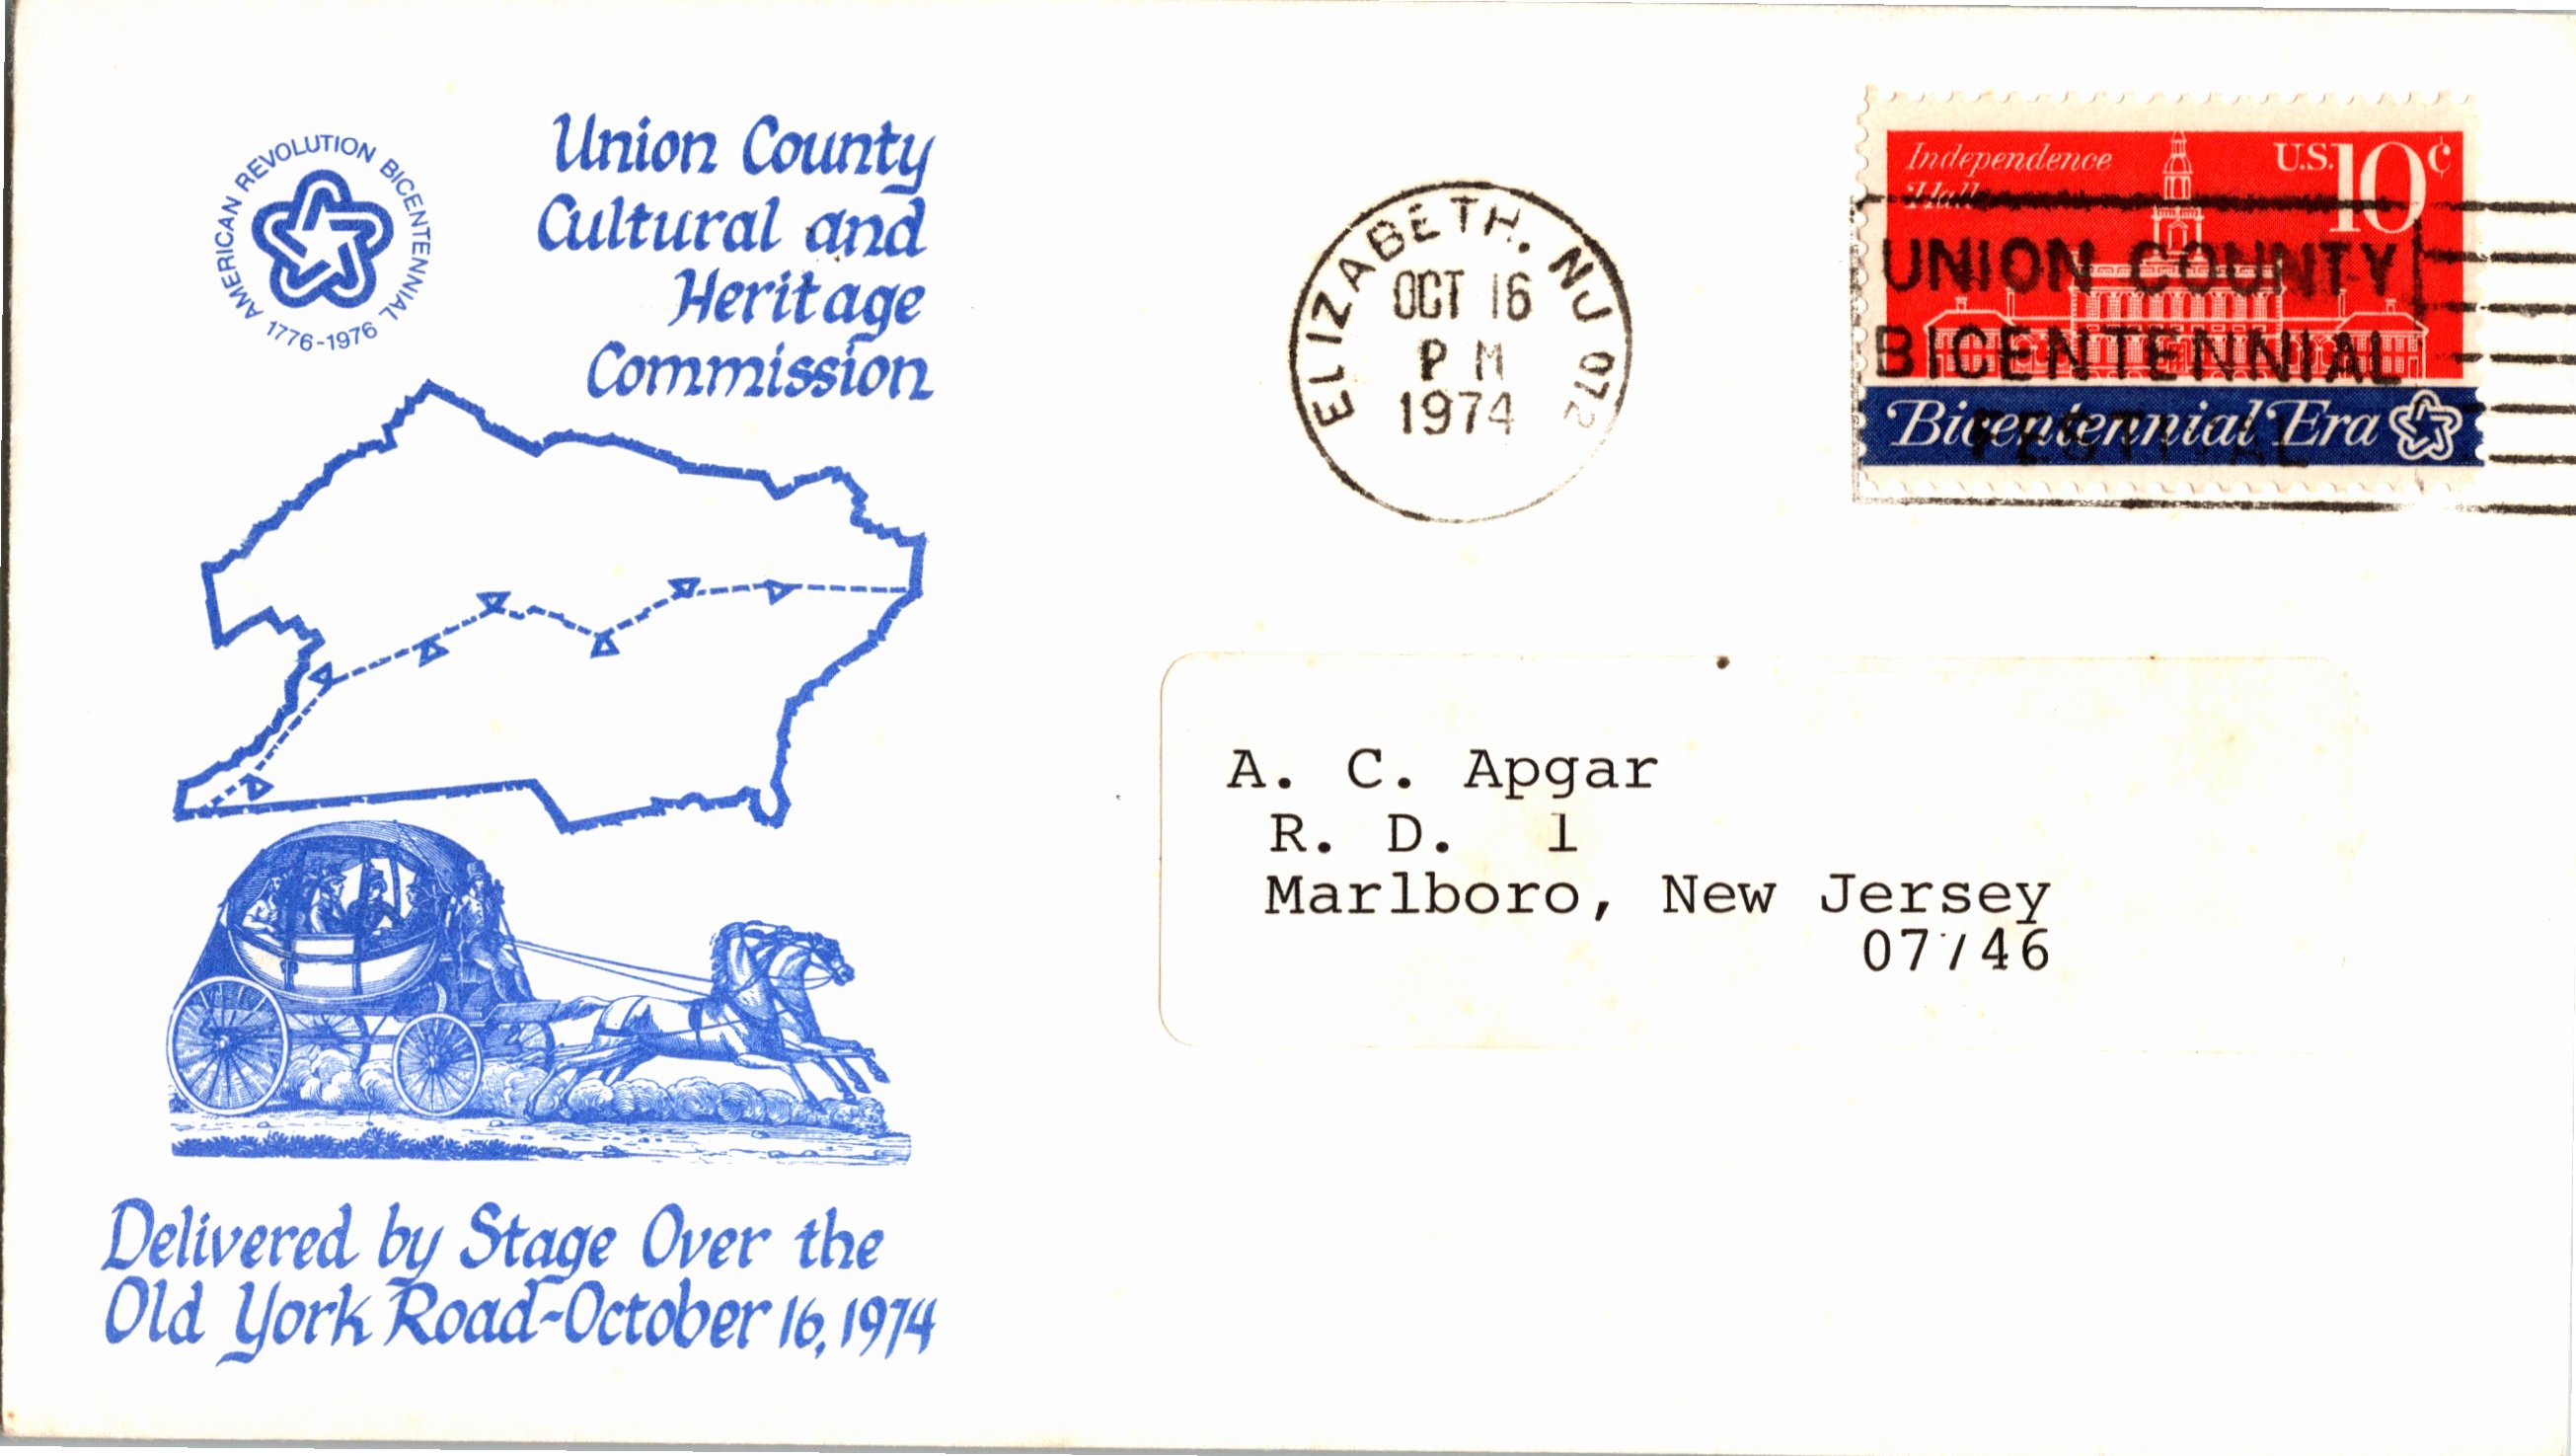 AMERICAN REVOLUTION BICENTENNIAL
1776-1976
Union County
Cultural and
Heritage
Commission
ELIZABETH, NJ 072
OCT 16
PM
1974
Independence
Hall
U.S. 10¢
UNION COUNTY
BICENTENNIAL
FESTIVAL
Bicentennial Era
A. C. Apgar
R. D. 1
Marlboro, New Jersey
07746
Delivered by Stage Over the
Old York Road-October 16, 1974